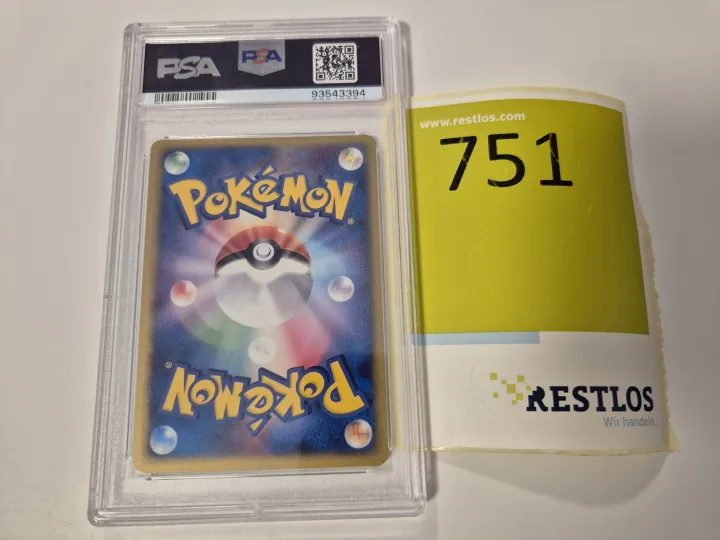 PSA
PSA
93543394
www.restlos.com
751
POKéMON
®
POKéMON
®
RESTLOS
Wir handeln.